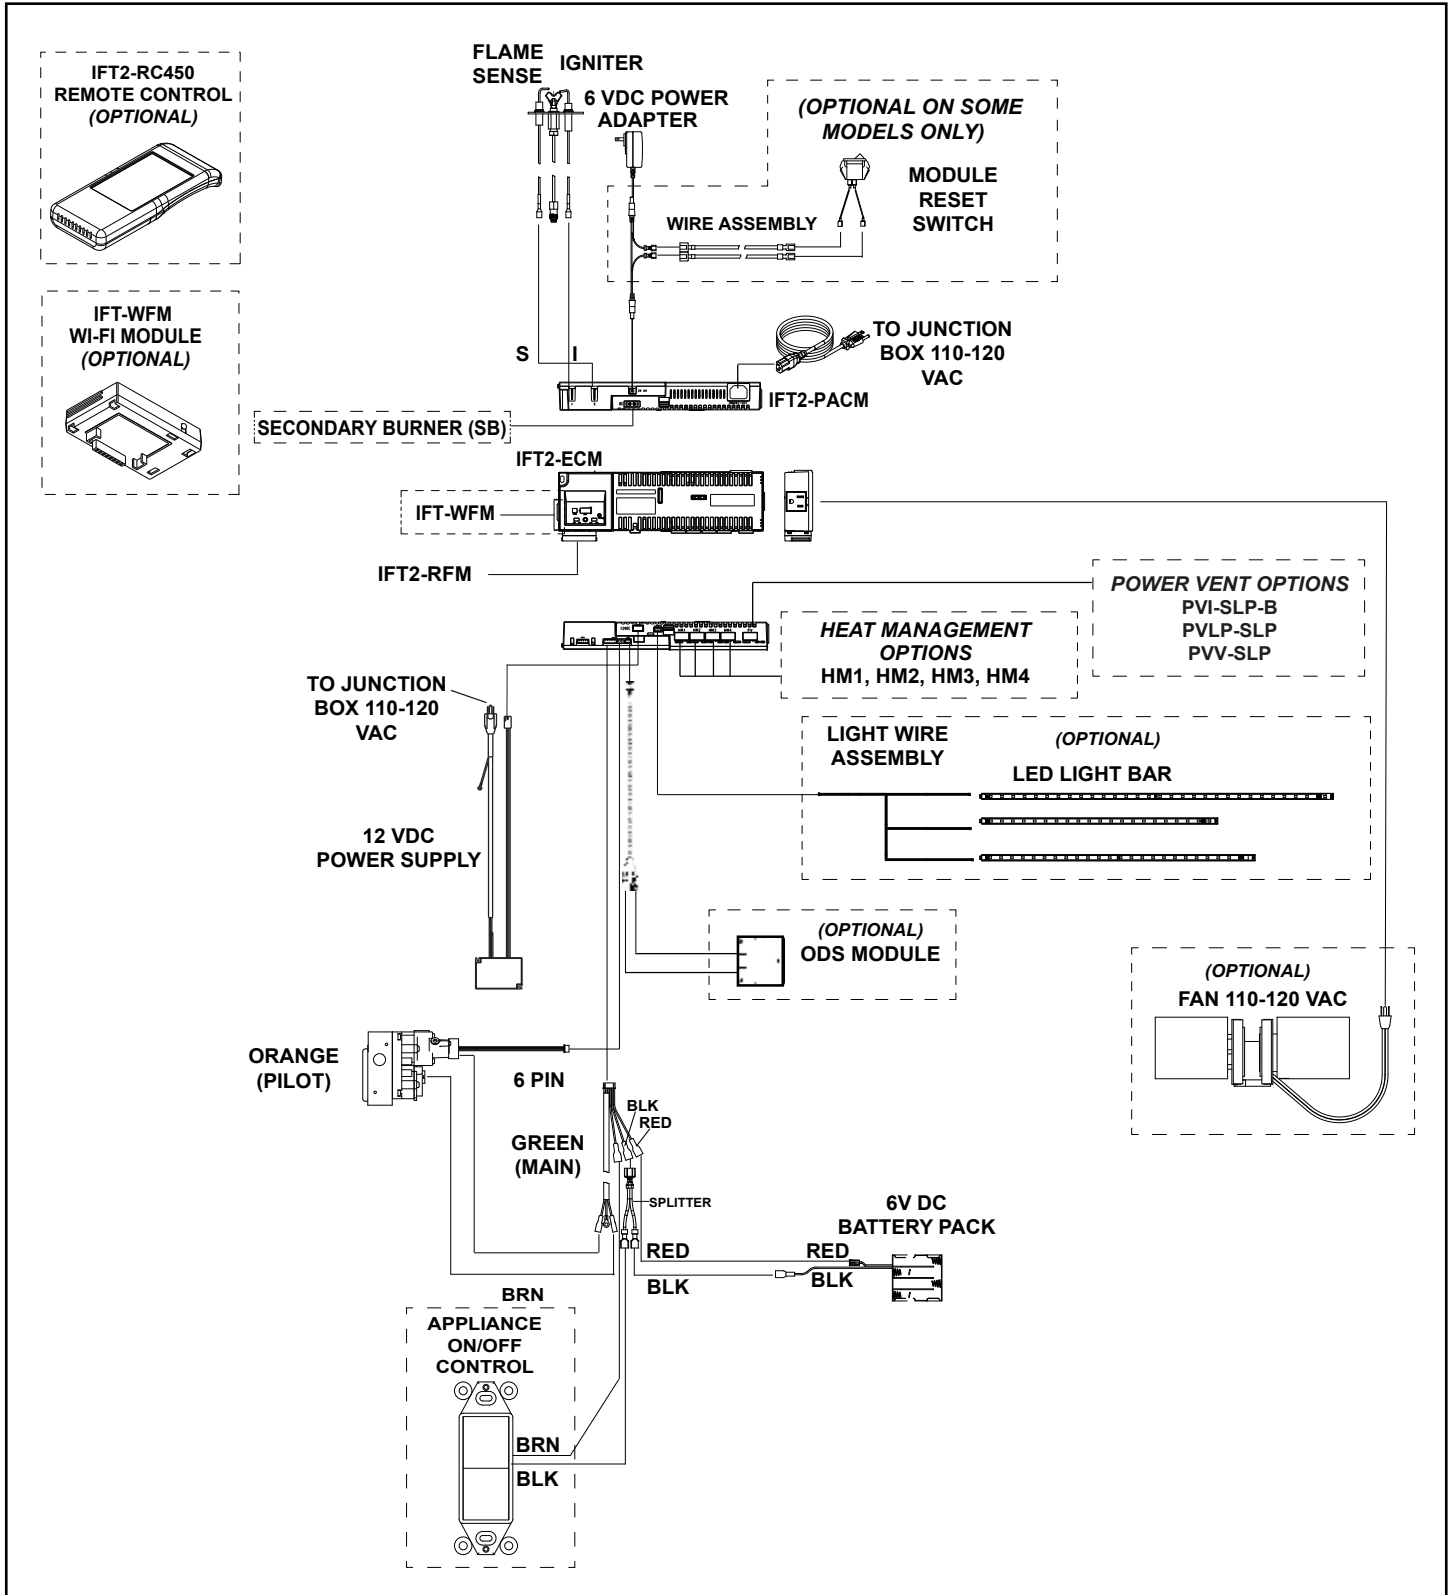 IFT2-RC450
REMOTE CONTROL
(OPTIONAL)
FLAME
SENSE
IGNITER
6 VDC POWER
ADAPTER
(OPTIONAL ON SOME
MODELS ONLY)
MODULE
RESET
SWITCH
WIRE ASSEMBLY
IFT-WFM
WI-FI MODULE
(OPTIONAL)
S
I
TO JUNCTION
BOX 110-120
VAC
IFT2-PACM
SECONDARY BURNER (SB)
IFT2-ECM
IFT-WFM
IFT2-RFM
POWER VENT OPTIONS
PVI-SLP-B
PVLP-SLP
PVV-SLP
HEAT MANAGEMENT
OPTIONS
HM1, HM2, HM3, HM4
TO JUNCTION
BOX 110-120
VAC
LIGHT WIRE
ASSEMBLY
(OPTIONAL)
LED LIGHT BAR
12 VDC
POWER SUPPLY
(OPTIONAL)
ODS MODULE
(OPTIONAL)
FAN 110-120 VAC
ORANGE
(PILOT)
6 PIN
BLK
RED
GREEN
(MAIN)
SPLITTER
6V DC
BATTERY PACK
RED
RED
BLK
BLK
BRN
APPLIANCE
ON/OFF
CONTROL
BRN
BLK